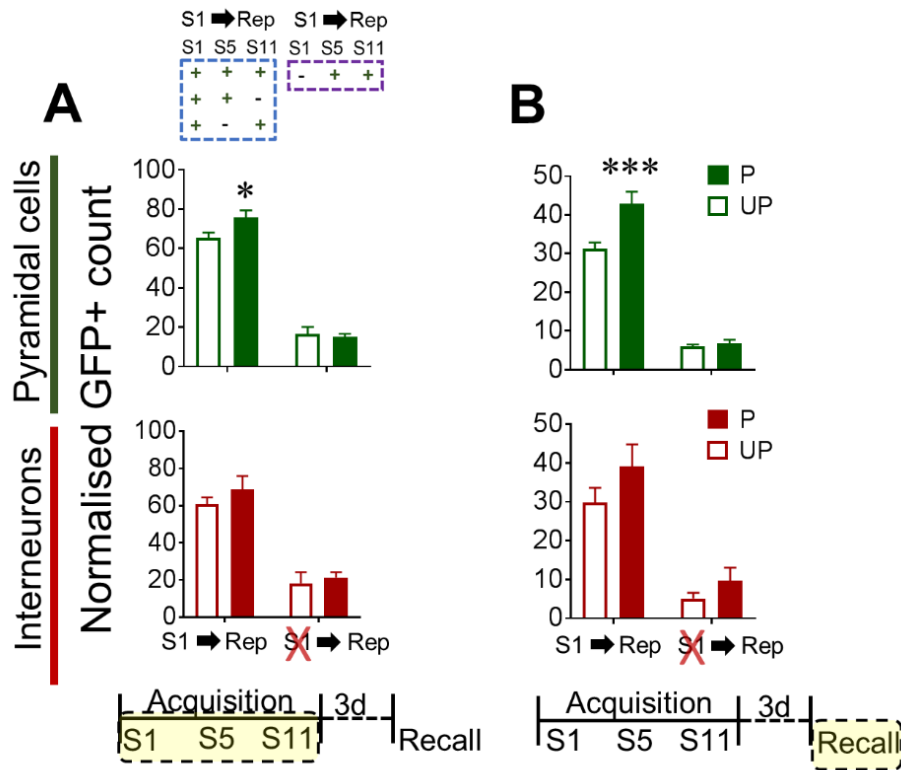 S1 ➡ Rep
S1 S5 S11
+ + +
+ + -
+ - +
S1 ➡ Rep
S1 S5 S11
- + +
A
B
Pyramidal cells
Interneurons
Normalised GFP+ count
100
80
60
40
20
0
*
50
40
30
20
10
0
***
P
UP
100
80
60
40
20
0
S1 ➡ Rep
S1 ➡ Rep
50
40
30
20
10
0
P
UP
S1 ➡ Rep
S1 ➡ Rep
Acquisition 3d
S1 S5 S11 Recall
Acquisition 3d
S1 S5 S11 Recall